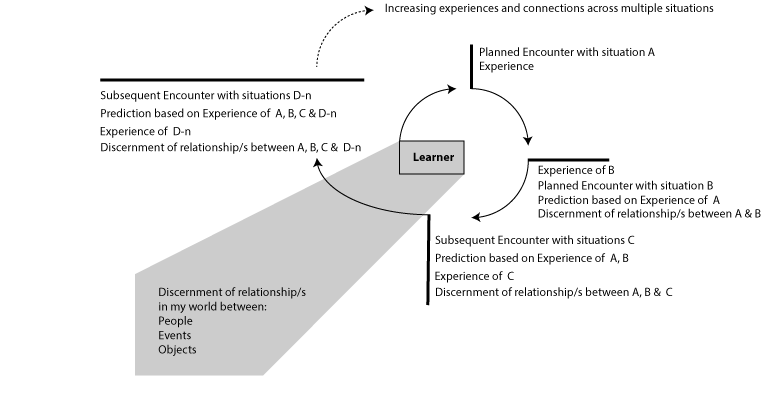 Increasing experiences and connections across multiple situations
Planned Encounter with situation A
Experience
Subsequent Encounter with situations D-n
Prediction based on Experience of A, B, C & D-n
Experience of D-n
Discernment of relationship/s between A, B, C & D-n
Learner
Experience of B
Planned Encounter with situation B
Prediction based on Experience of A
Discernment of relationship/s between A & B
Subsequent Encounter with situations C
Prediction based on Experience of A, B
Experience of C
Discernment of relationship/s between A, B & C
Discernment of relationship/s
in my world between:
People
Events
Objects